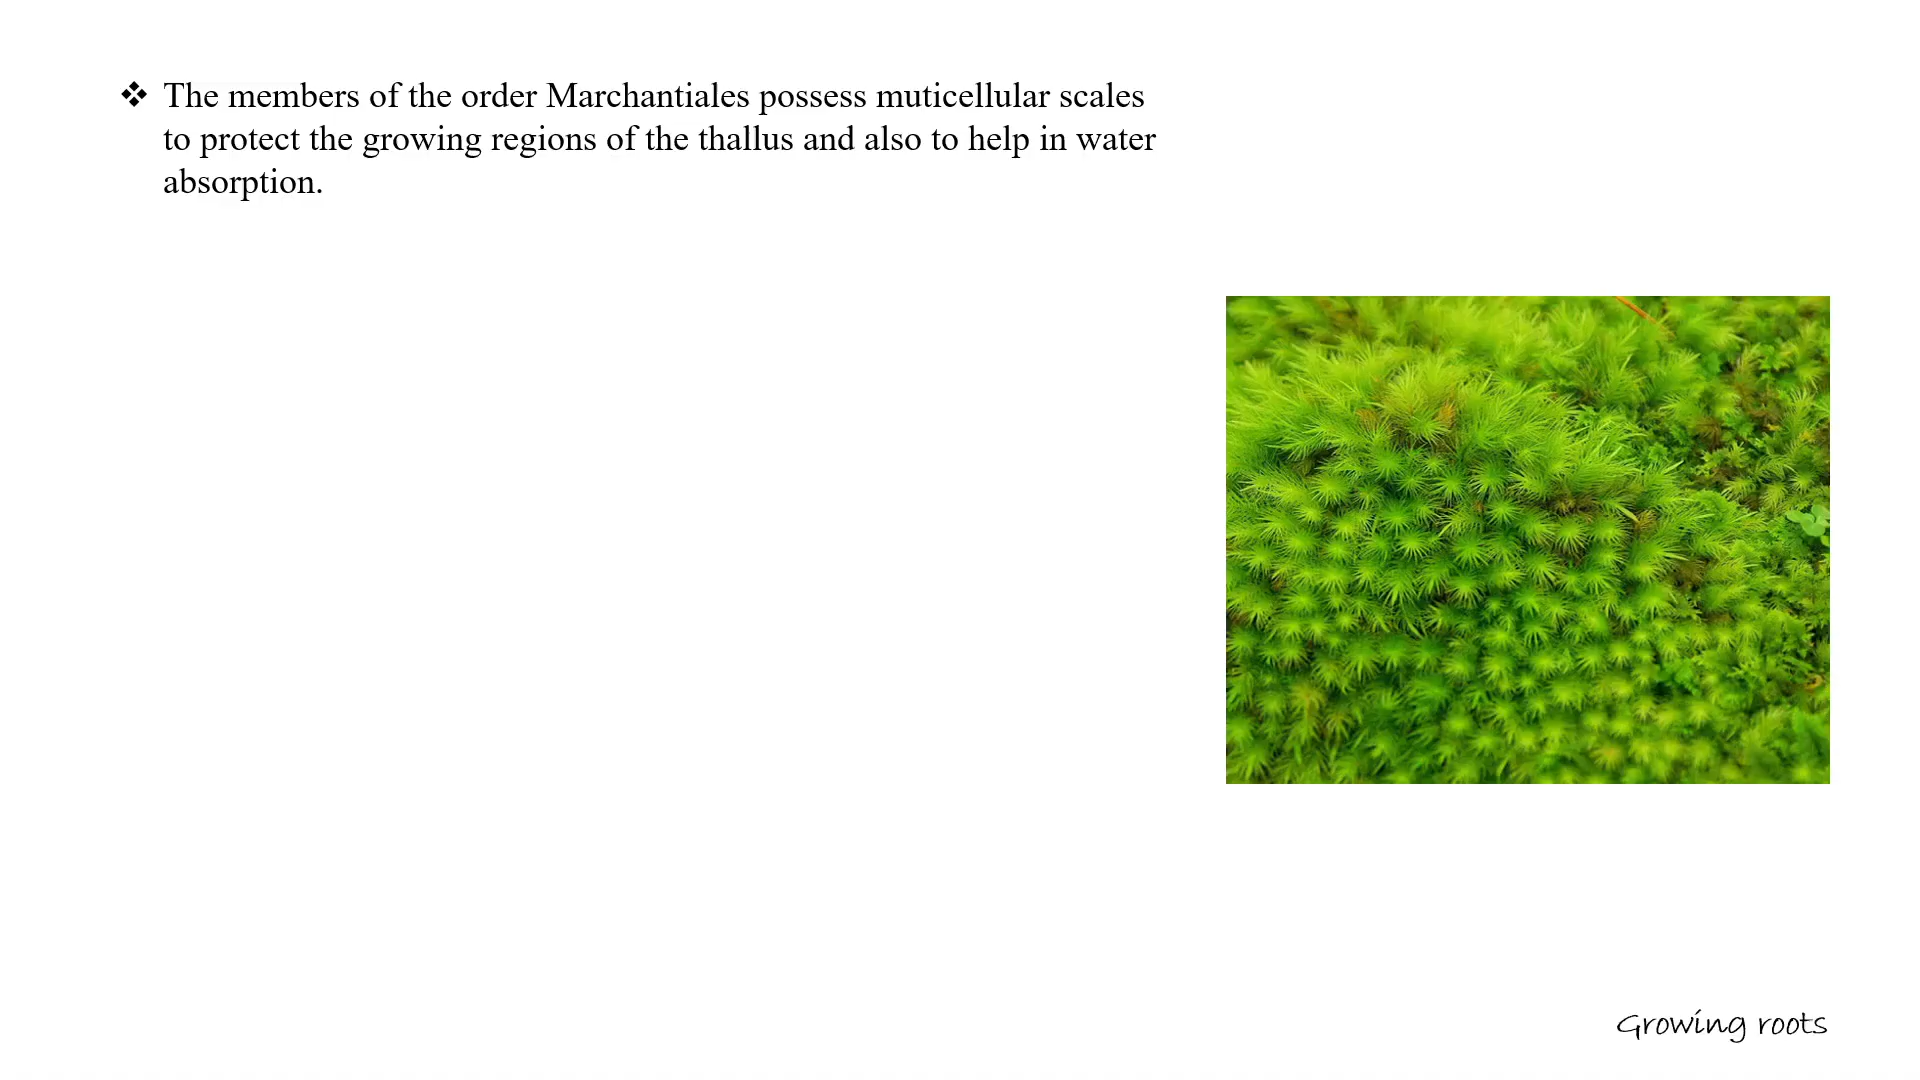 ❖ The members of the order Marchantiales possess muticellular scales
to protect the growing regions of the thallus and also to help in water
absorption.
Growing roots